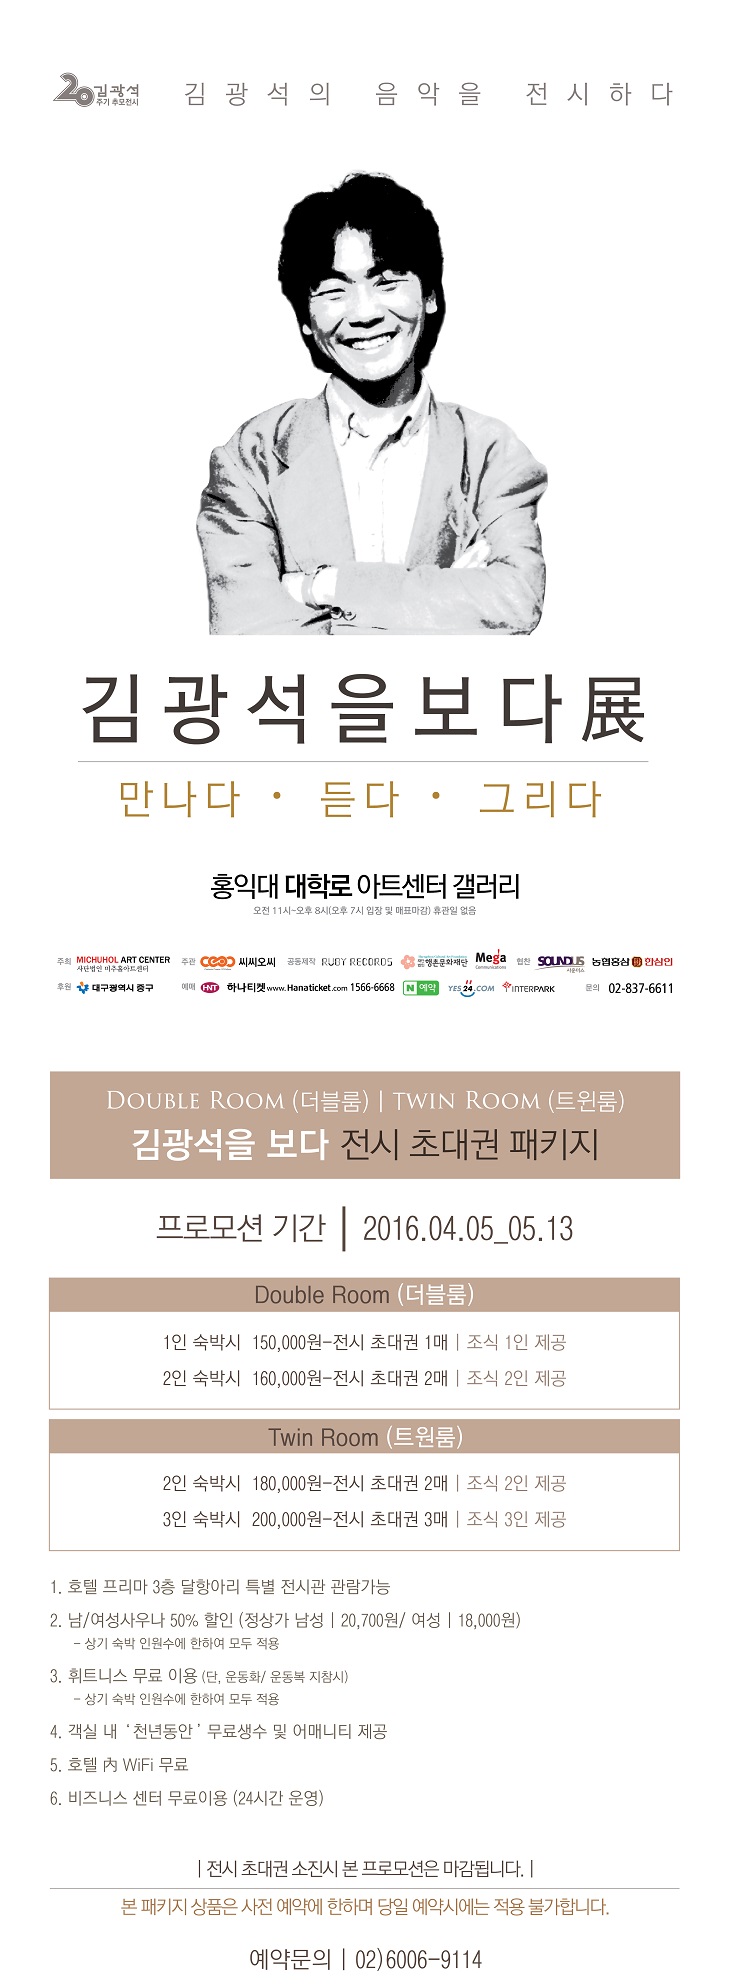 20 김광석
주기 추모전시
김광석의 음악을 전시하다
김광석을보다展
만나다 · 듣다 · 그리다
홍익대 대학로 아트센터 갤러리
오전 11시-오후 8시(오후 7시 입장 및 매표마감) 휴관일 없음
주최 MICHUHOL ART CENTER 사단법인 미추홀아트센터 주관 CCOC 씨씨오씨 공동제작 RUBY RECORDS 행촌문화재단 Mega Communications 협찬 SOUNDUS 사운더스 농협홍삼 한삼인
후원 대구광역시 중구 예매 HNT 하나티켓 www.Hanaticket.com 1566-6668 N 예약 YES24.COM INTERPARK 문의 02-837-6611
DOUBLE ROOM (더블룸) | TWIN ROOM (트윈룸)
김광석을 보다 전시 초대권 패키지
프로모션 기간 | 2016.04.05_05.13
Double Room (더블룸)
1인 숙박시 150,000원-전시 초대권 1매 | 조식 1인 제공
2인 숙박시 160,000원-전시 초대권 2매 | 조식 2인 제공
Twin Room (트원룸)
2인 숙박시 180,000원-전시 초대권 2매 | 조식 2인 제공
3인 숙박시 200,000원-전시 초대권 3매 | 조식 3인 제공
1. 호텔 프리마 3층 달항아리 특별 전시관 관람가능
2. 남/여성사우나 50% 할인 (정상가 남성 | 20,700원/ 여성 | 18,000원)
- 상기 숙박 인원수에 한하여 모두 적용
3. 휘트니스 무료 이용 (단, 운동화/ 운동복 지참시)
- 상기 숙박 인원수에 한하여 모두 적용
4. 객실 내 ‘천년동안’ 무료생수 및 어매니티 제공
5. 호텔 內 WiFi 무료
6. 비즈니스 센터 무료이용 (24시간 운영)
| 전시 초대권 소진시 본 프로모션은 마감됩니다. |
본 패키지 상품은 사전 예약에 한하며 당일 예약시에는 적용 불가합니다.
예약문의 | 02)6006-9114